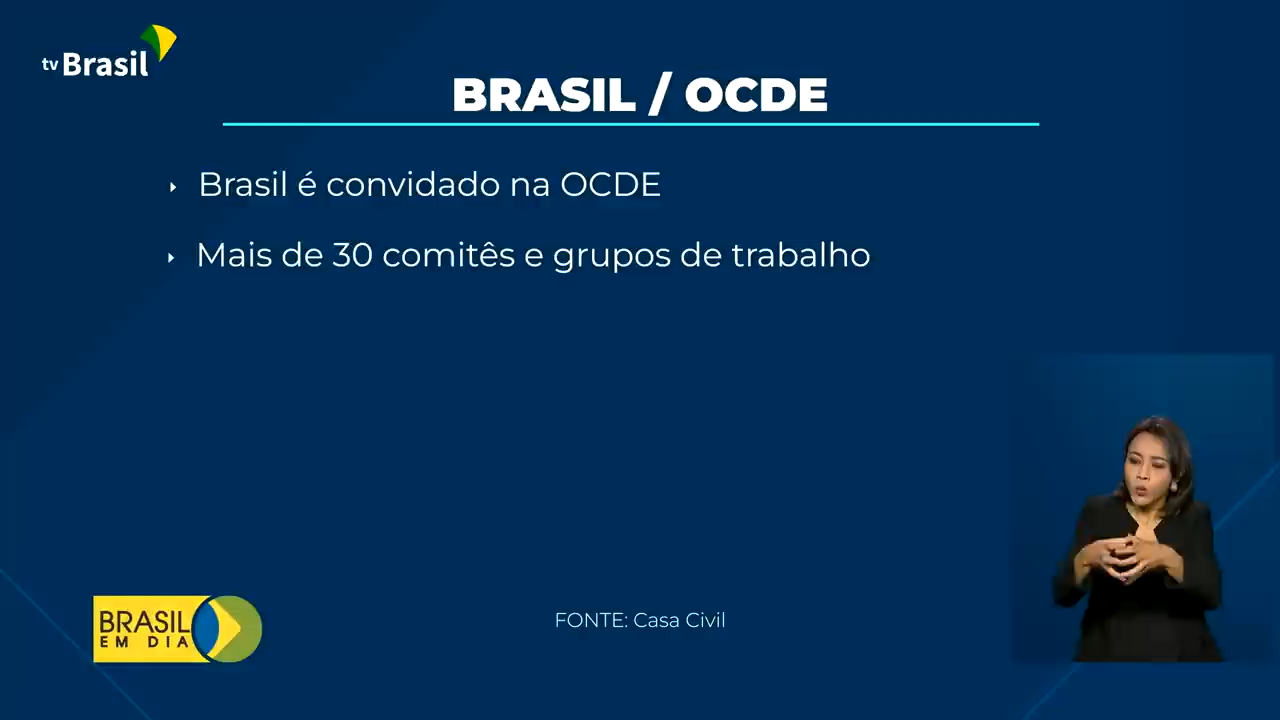 tv Brasil
BRASIL / OCDE
Brasil é convidado na OCDE
Mais de 30 comitês e grupos de trabalho
BRASIL
EM DIA
FONTE: Casa Civil